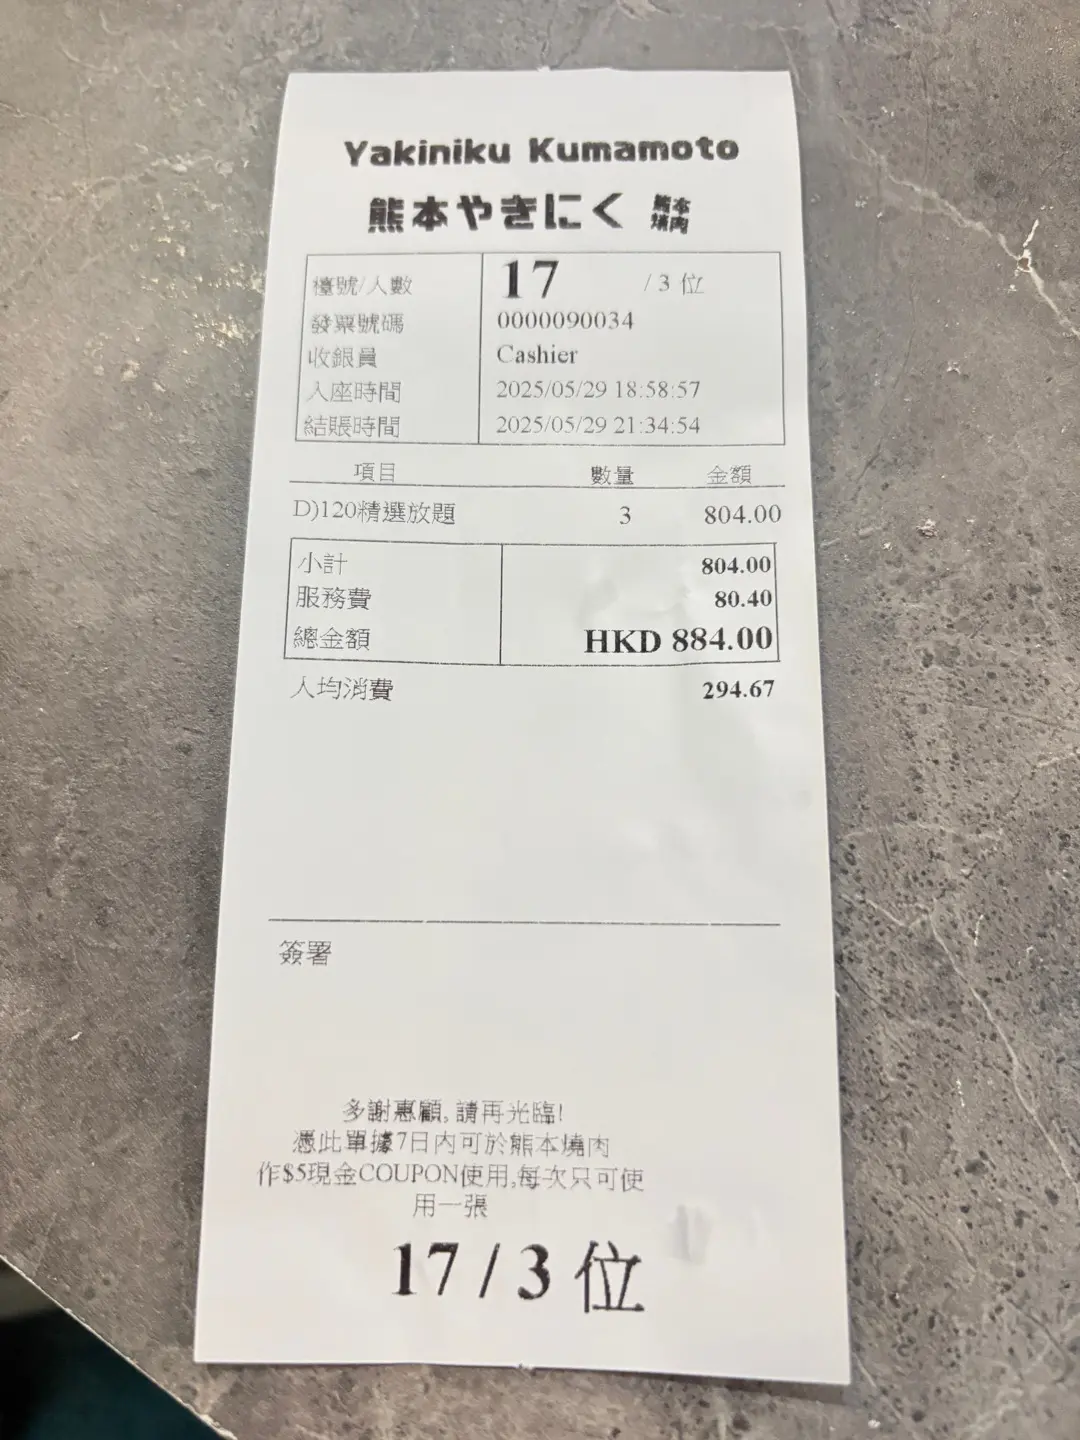 Yakiniku Kumamoto
熊本やきにく 熊本燒肉
檯號/人數 17 /3 位
發票號碼 0000090034
收銀員 Cashier
入座時間 2025/05/29 18:58:57
結賬時間 2025/05/29 21:34:54
項目 數量 金額
D)120精選放題 3 804.00
小計 804.00
服務費 80.40
總金額 HKD 884.00
人均消費 294.67
簽署
多謝惠顧, 請再光臨!
憑此單據7日內可於熊本燒肉
作$5現金COUPON使用,每次只可使
用一張
17 / 3 位